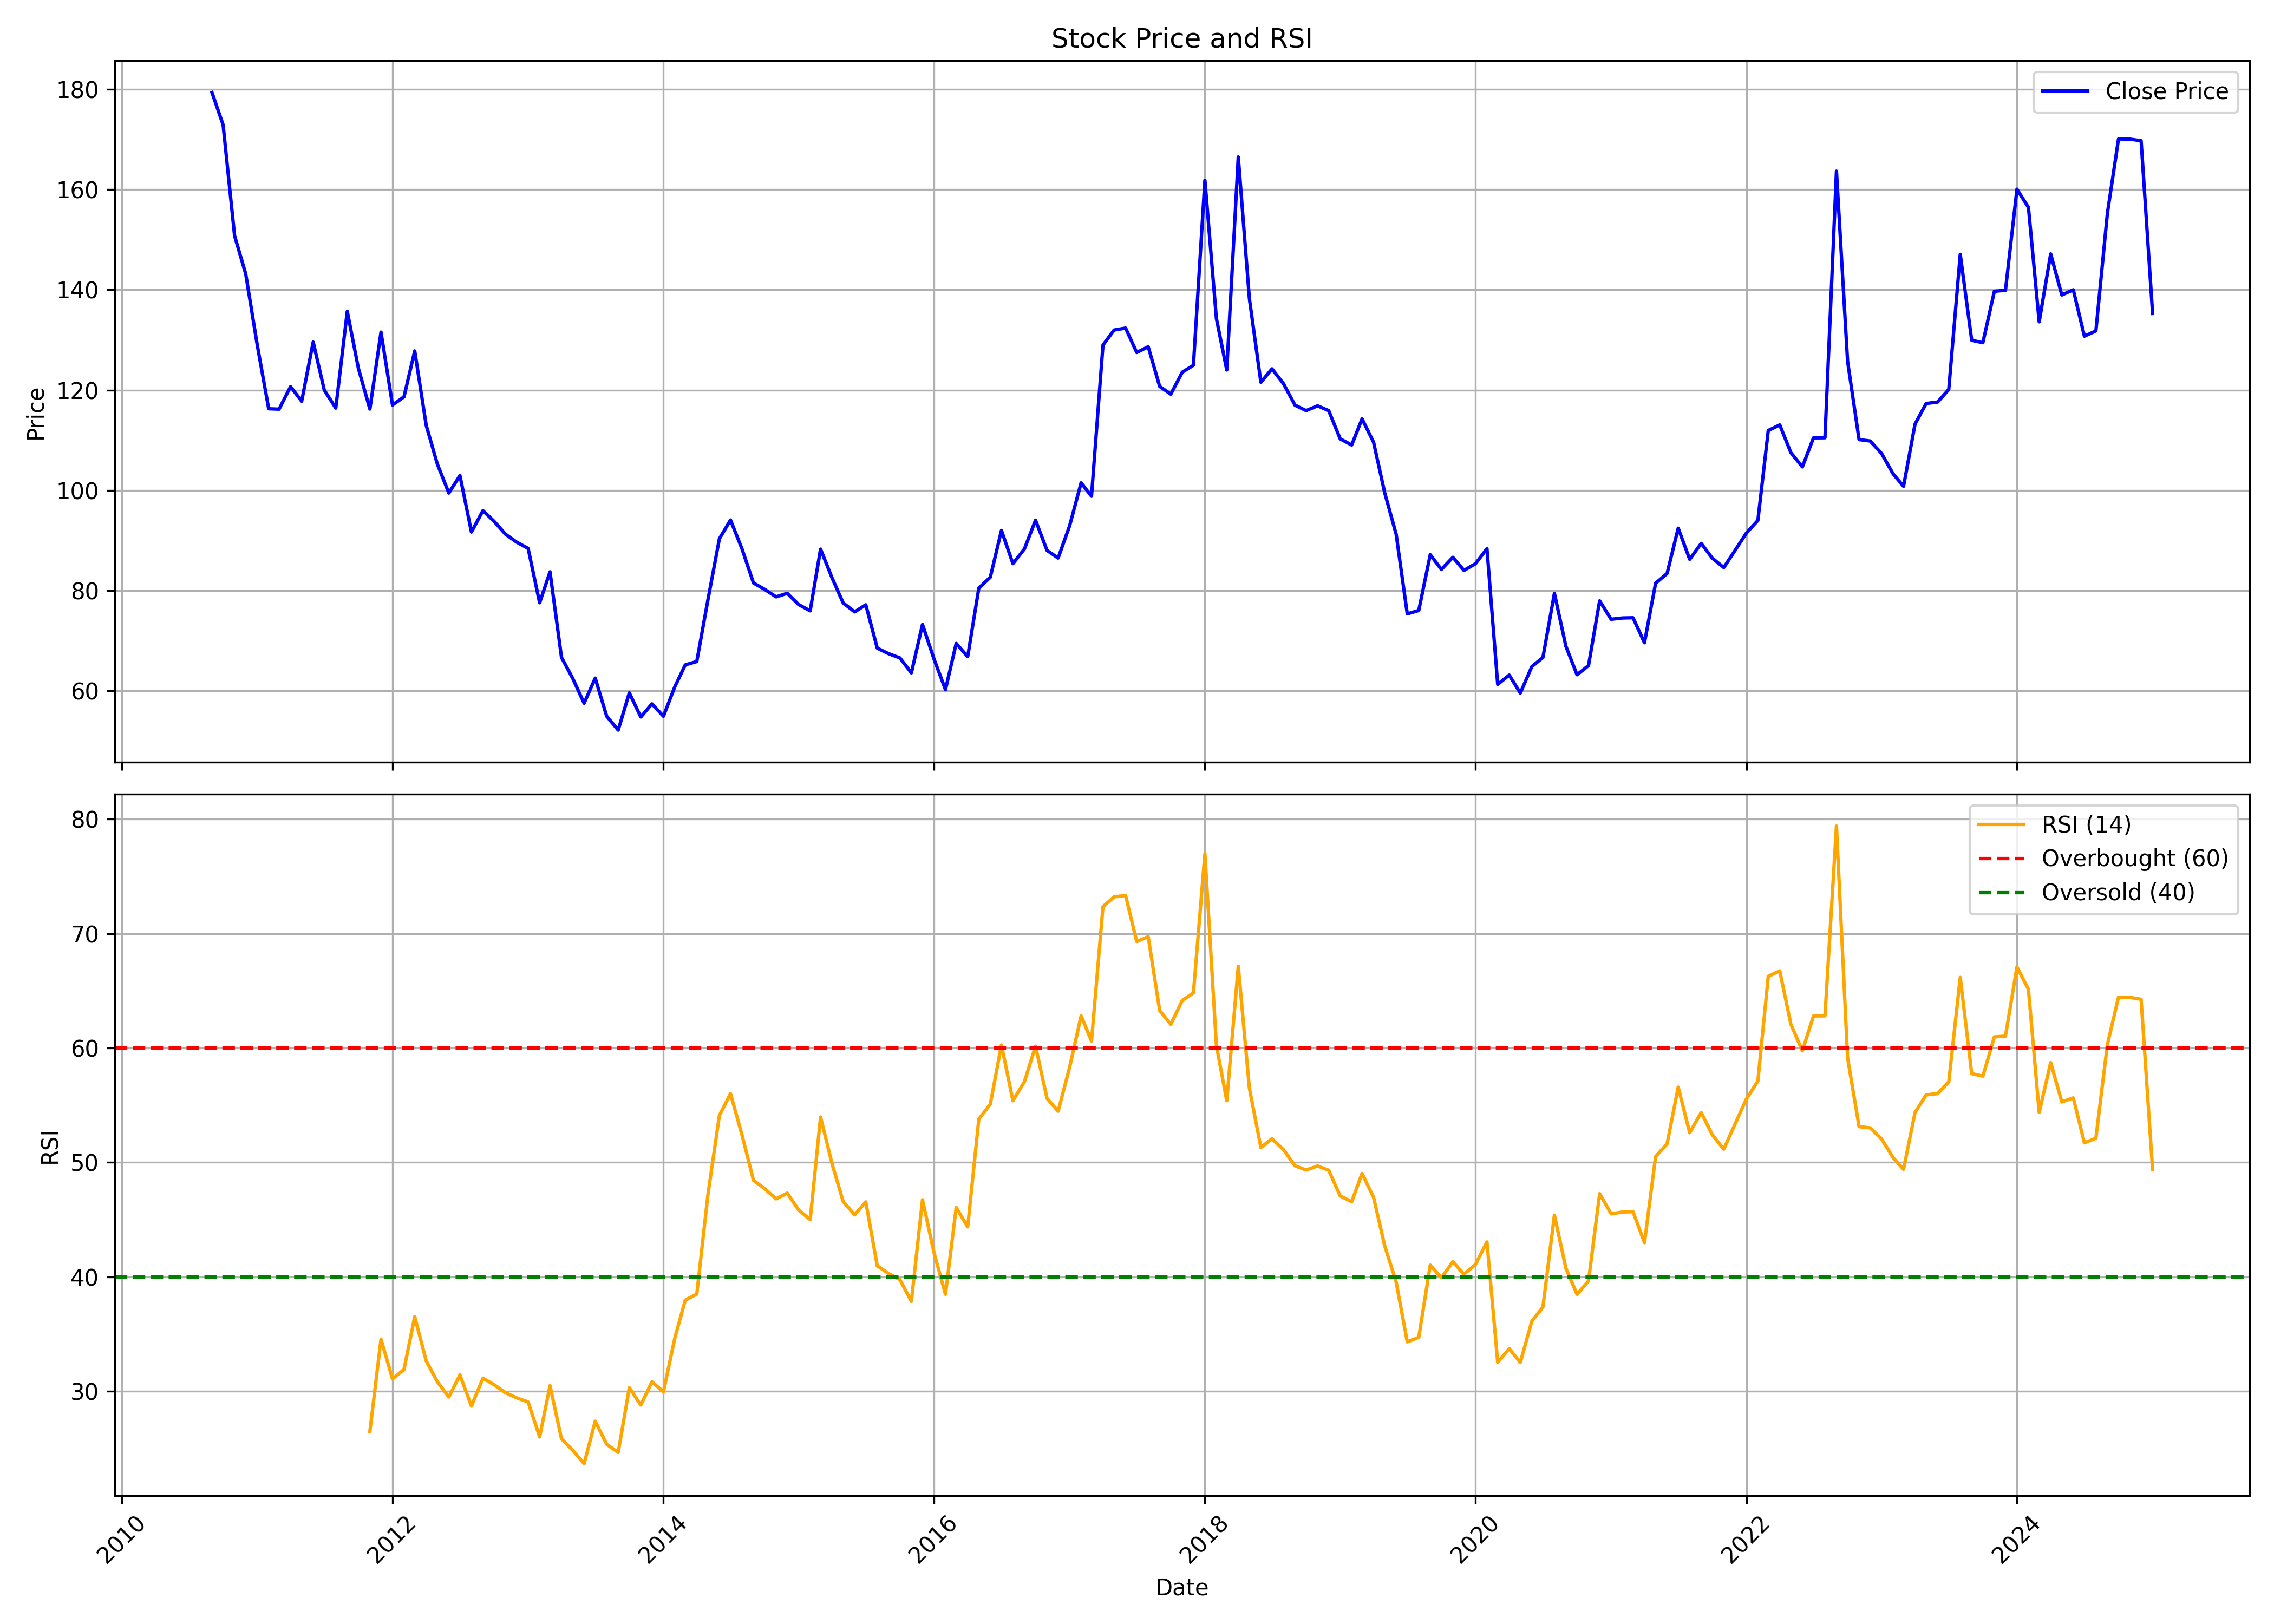 Stock Price and RSI
Close Price
180
160
140
120
100
80
60
Price
RSI (14)
Overbought (60)
Oversold (40)
80
70
60
50
40
30
RSI
2010
2012
2014
2016
2018
2020
2022
2024
Date